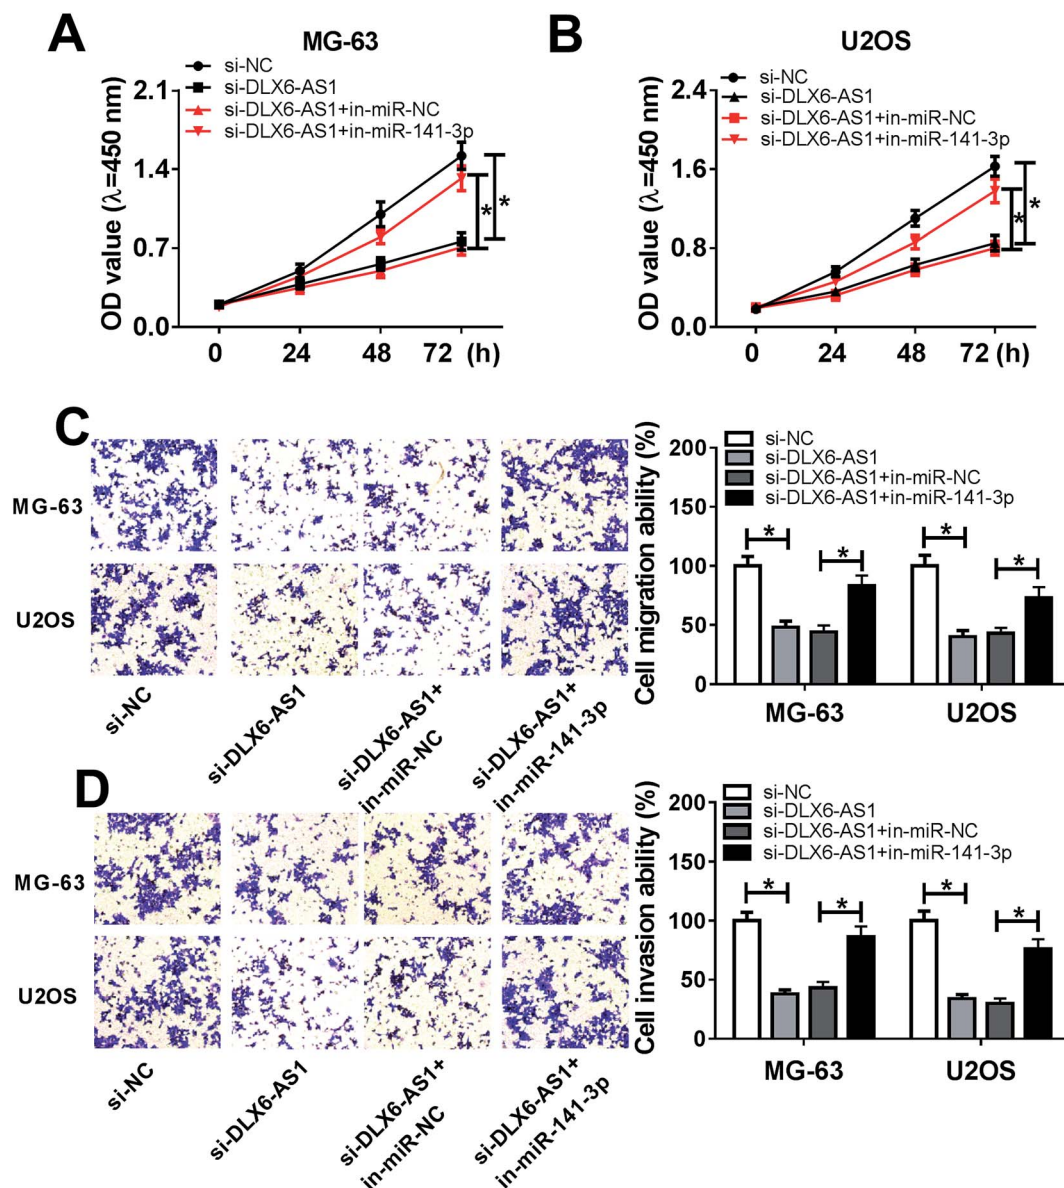 A
MG-63
si-NC
si-DLX6-AS1
si-DLX6-AS1+in-miR-NC
si-DLX6-AS1+in-miR-141-3p
OD value (λ=450 nm)
2.1
1.4
0.7
0.0
0 24 48 72 (h)
*
*
B
U2OS
si-NC
si-DLX6-AS1
si-DLX6-AS1+in-miR-NC
si-DLX6-AS1+in-miR-141-3p
OD value (λ=450 nm)
2.4
1.6
0.8
0.0
0 24 48 72 (h)
*
*
C
MG-63
U2OS
si-NC
si-DLX6-AS1
si-DLX6-AS1+
in-miR-NC
si-DLX6-AS1+
in-miR-141-3p
Cell migration ability (%)
200
150
100
50
0
si-NC
si-DLX6-AS1
si-DLX6-AS1+in-miR-NC
si-DLX6-AS1+in-miR-141-3p
* * * *
MG-63 U2OS
D
MG-63
U2OS
si-NC
si-DLX6-AS1
si-DLX6-AS1+
in-miR-NC
si-DLX6-AS1+
in-miR-141-3p
Cell invasion ability (%)
200
150
100
50
0
si-NC
si-DLX6-AS1
si-DLX6-AS1+in-miR-NC
si-DLX6-AS1+in-miR-141-3p
* * * *
MG-63 U2OS